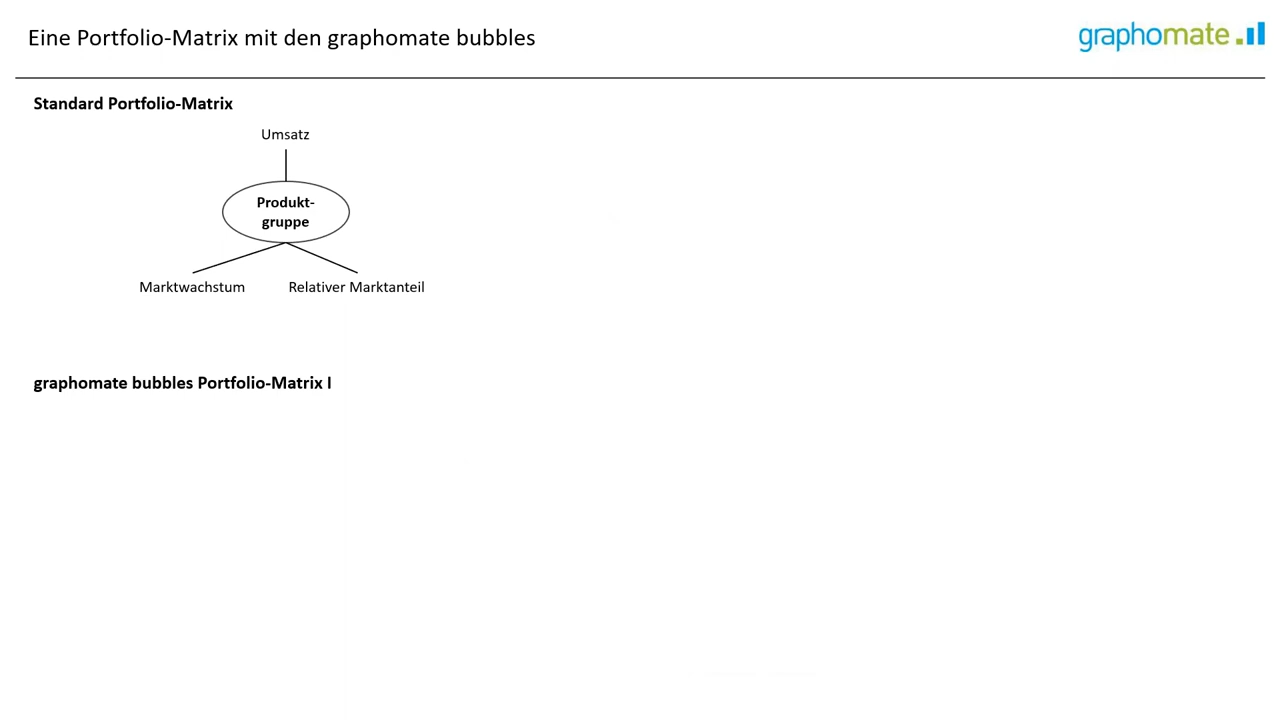 Eine Portfolio-Matrix mit den graphomate bubbles
graphomate
Standard Portfolio-Matrix
Umsatz
Produkt-
gruppe
Marktwachstum Relativer Marktanteil
graphomate bubbles Portfolio-Matrix I